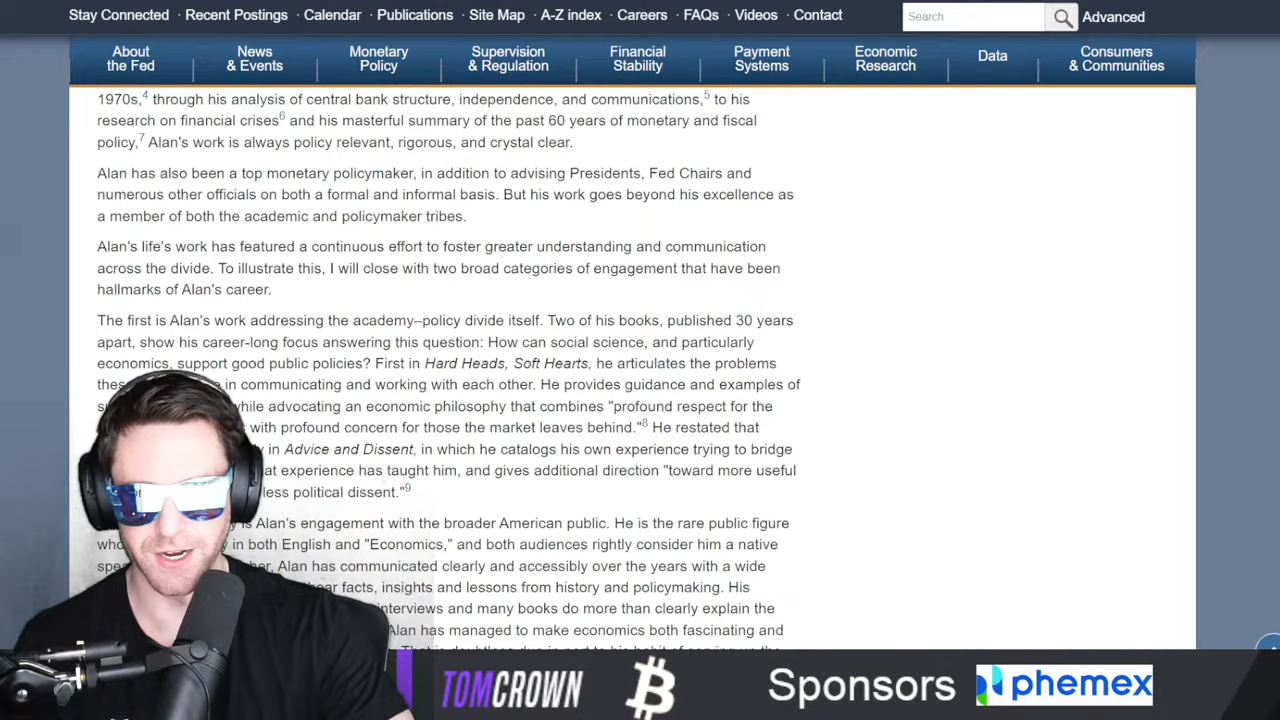 Stay Connected · Recent Postings · Calendar · Publications · Site Map · A-Z index · Careers · FAQs · Videos · Contact
Search
Advanced
About the Fed
News & Events
Monetary Policy
Supervision & Regulation
Financial Stability
Payment Systems
Economic Research
Data
Consumers & Communities
1970s,4 through his analysis of central bank structure, independence, and communications,5 to his
research on financial crises6 and his masterful summary of the past 60 years of monetary and fiscal
policy,7 Alan's work is always policy relevant, rigorous, and crystal clear.
Alan has also been a top monetary policymaker, in addition to advising Presidents, Fed Chairs and
numerous other officials on both a formal and informal basis. But his work goes beyond his excellence as
a member of both the academic and policymaker tribes.
Alan's life's work has featured a continuous effort to foster greater understanding and communication
across the divide. To illustrate this, I will close with two broad categories of engagement that have been
hallmarks of Alan's career.
The first is Alan's work addressing the academy–policy divide itself. Two of his books, published 30 years
apart, show his career-long focus answering this question: How can social science, and particularly
economics, support good public policies? First in Hard Heads, Soft Hearts, he articulates the problems
in communicating and working with each other. He provides guidance and examples of
while advocating an economic philosophy that combines "profound respect for the
with profound concern for those the market leaves behind."8 He restated that
in Advice and Dissent, in which he catalogs his own experience trying to bridge
experience has taught him, and gives additional direction "toward more useful
less political dissent."9
is Alan's engagement with the broader American public. He is the rare public figure
in both English and "Economics," and both audiences rightly consider him a native
Alan has communicated clearly and accessibly over the years with a wide
facts, insights and lessons from history and policymaking. His
interviews and many books do more than clearly explain the
Alan has managed to make economics both fascinating and
TOMCROWN
Sponsors
phemex